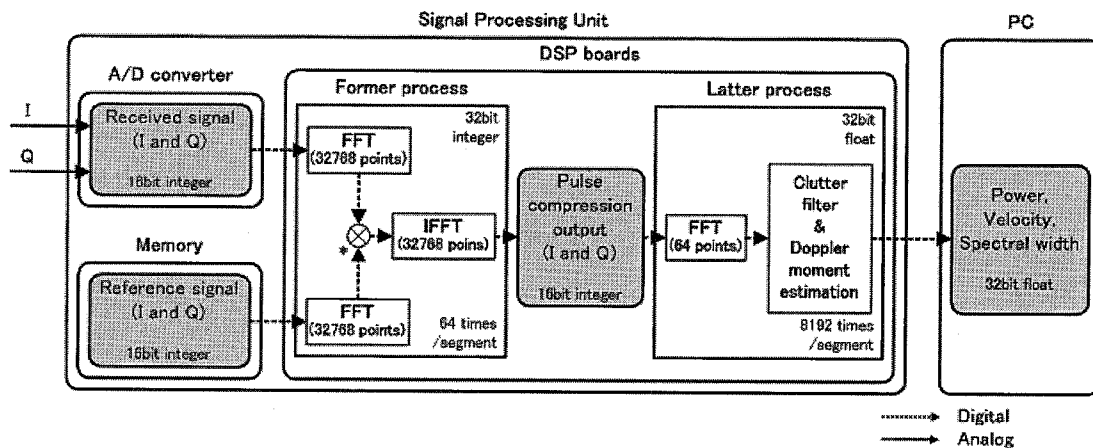 Signal Processing Unit
PC
DSP boards
A/D converter
Former process
Latter process
I
Q
Received signal
(I and Q)
16bit integer
32bit
integer
FFT
(32768 points)
*
IFFT
(32768 poins)
FFT
(32768 points)
64 times
/segment
Memory
Reference signal
(I and Q)
16bit integer
Pulse
compression
output
(I and Q)
16bit integer
32bit
float
FFT
(64 points)
Clutter
filter
&
Doppler
moment
estimation
8192 times
/segment
Power,
Velocity,
Spectral width
32bit float
Digital
Analog